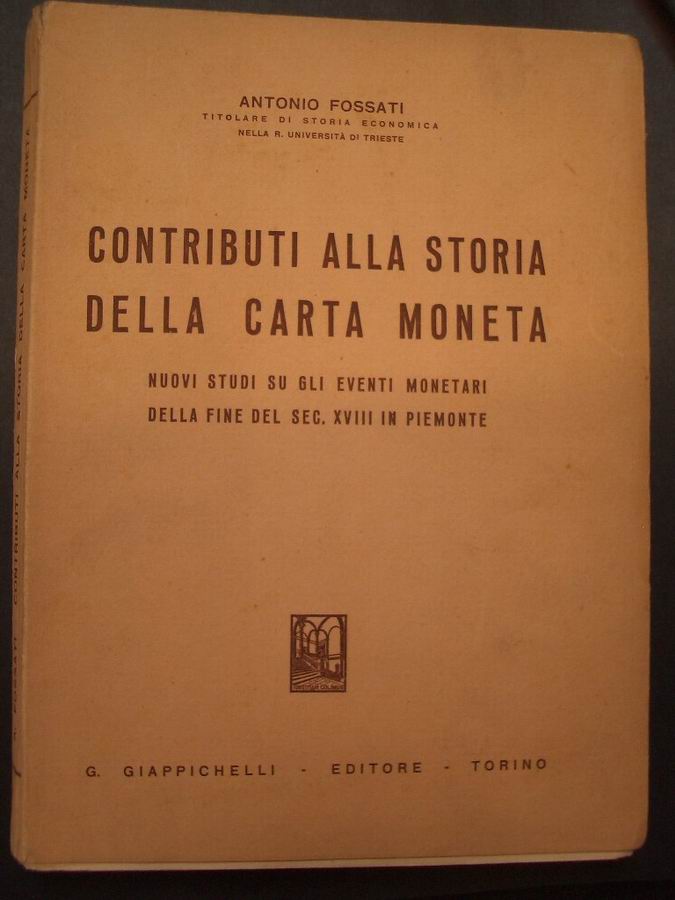 ANTONIO FOSSATI
TITOLARE DI STORIA ECONOMICA
NELLA R. UNIVERSITÀ DI TRIESTE
CONTRIBUTI ALLA STORIA
DELLA CARTA MONETA
NUOVI STUDI SU GLI EVENTI MONETARI
DELLA FINE DEL SEC. XVIII IN PIEMONTE
G. GIAPPICHELLI - EDITORE - TORINO
FOSSATI CONTRIBUTI ALLA STORIA DELLA CARTA MONETA